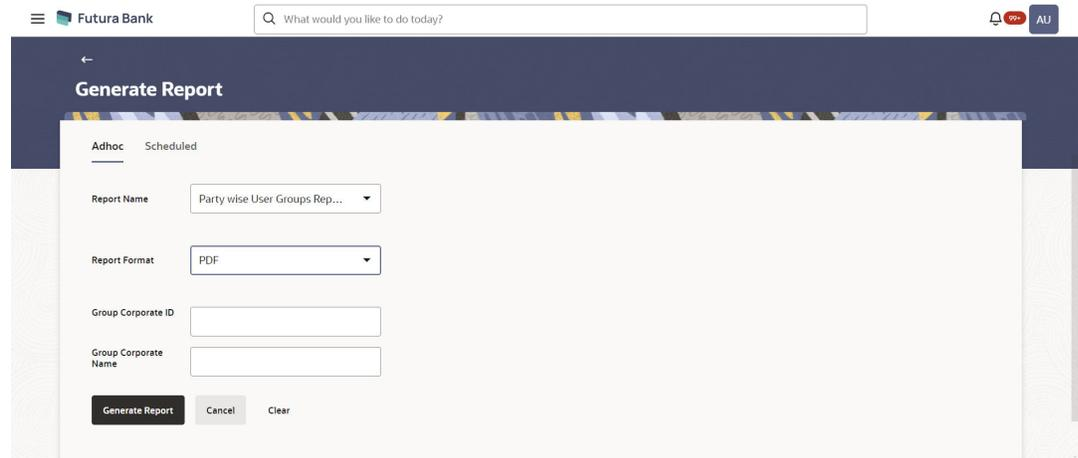 Futura Bank
What would you like to do today?
99+
AU
Generate Report
Adhoc Scheduled
Report Name
Party wise User Groups Rep...
Report Format
PDF
Group Corporate ID
Group Corporate
Name
Generate Report Cancel Clear